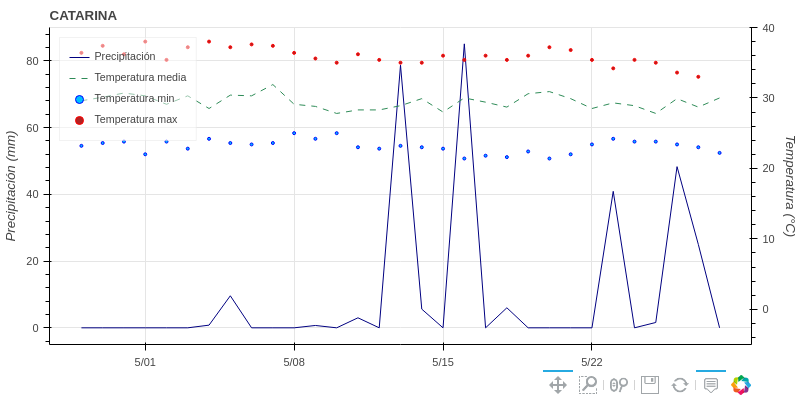 CATARINA
Precipitación
Temperatura media
Temperatura min
Temperatura max
Precipitación (mm)
80
60
40
20
0
Temperatura (°C)
40
30
20
10
0
5/01
5/08
5/15
5/22